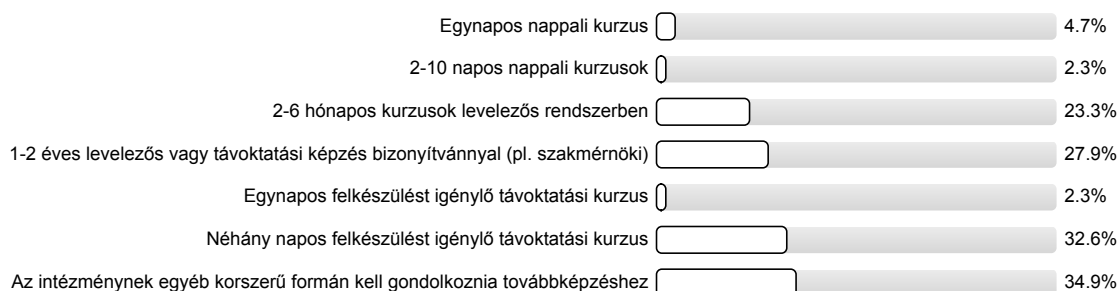 Egynapos nappali kurzus 4.7%
2-10 napos nappali kurzusok 2.3%
2-6 hónapos kurzusok levelezős rendszerben 23.3%
1-2 éves levelezős vagy távoktatási képzés bizonyítvánnyal (pl. szakmérnöki) 27.9%
Egynapos felkészülést igénylő távoktatási kurzus 2.3%
Néhány napos felkészülést igénylő távoktatási kurzus 32.6%
Az intézménynek egyéb korszerű formán kell gondolkoznia továbbképzéshez 34.9%